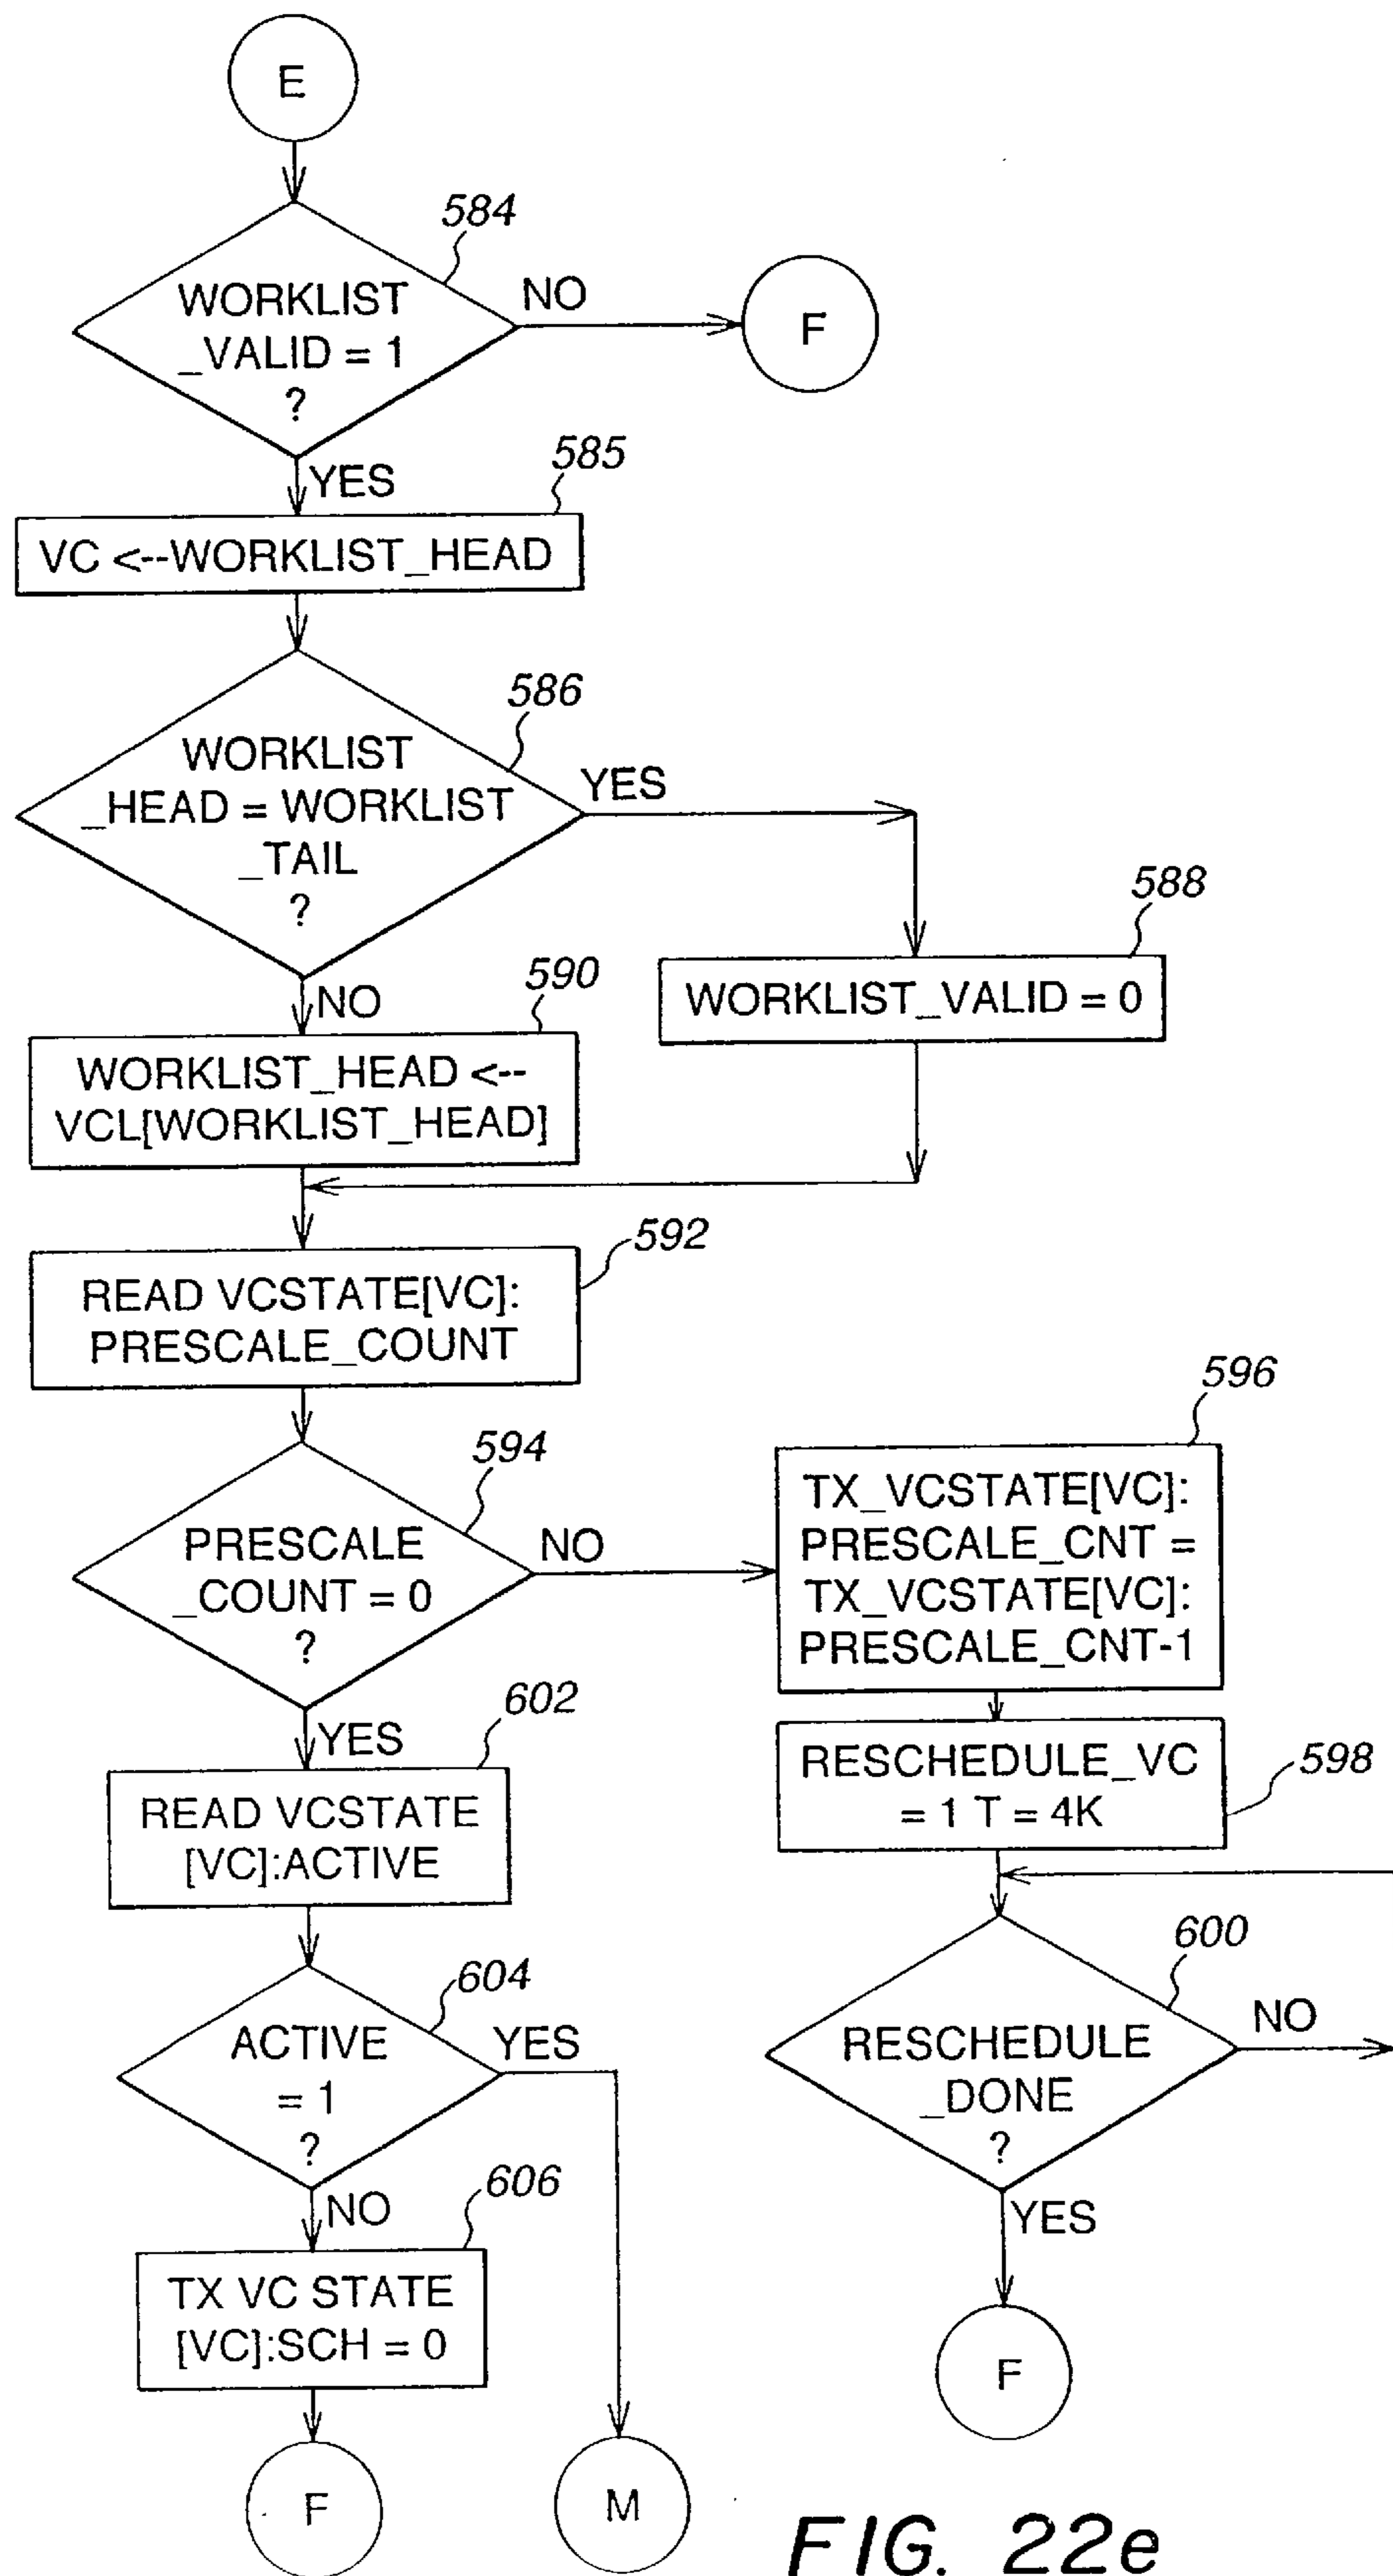 E
584
WORKLIST
_VALID = 1
?
NO
F
YES
585
VC <--WORKLIST_HEAD
586
WORKLIST
_HEAD = WORKLIST
_TAIL
?
YES
588
WORKLIST_VALID = 0
NO
590
WORKLIST_HEAD <--
VCL[WORKLIST_HEAD]
592
READ VCSTATE[VC]:
PRESCALE_COUNT
594
PRESCALE
_COUNT = 0
?
NO
596
TX_VCSTATE[VC]:
PRESCALE_CNT =
TX_VCSTATE[VC]:
PRESCALE_CNT-1
598
RESCHEDULE_VC
= 1 T = 4K
600
RESCHEDULE
_DONE
?
NO
YES
F
YES
602
READ VCSTATE
[VC]:ACTIVE
604
ACTIVE
= 1
?
YES
NO
606
TX VC STATE
[VC]:SCH = 0
F
M
FIG. 22e